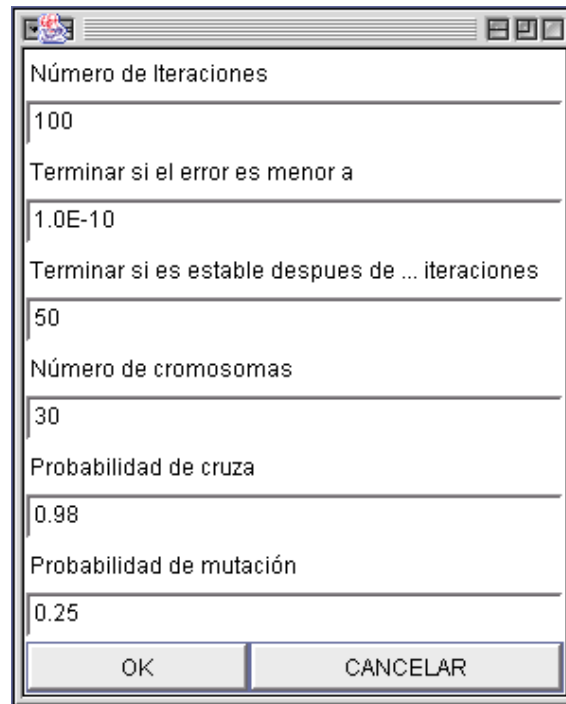 Número de Iteraciones
100
Terminar si el error es menor a
1.0E-10
Terminar si es estable despues de ... iteraciones
50
Número de cromosomas
30
Probabilidad de cruza
0.98
Probabilidad de mutación
0.25
OK CANCELAR